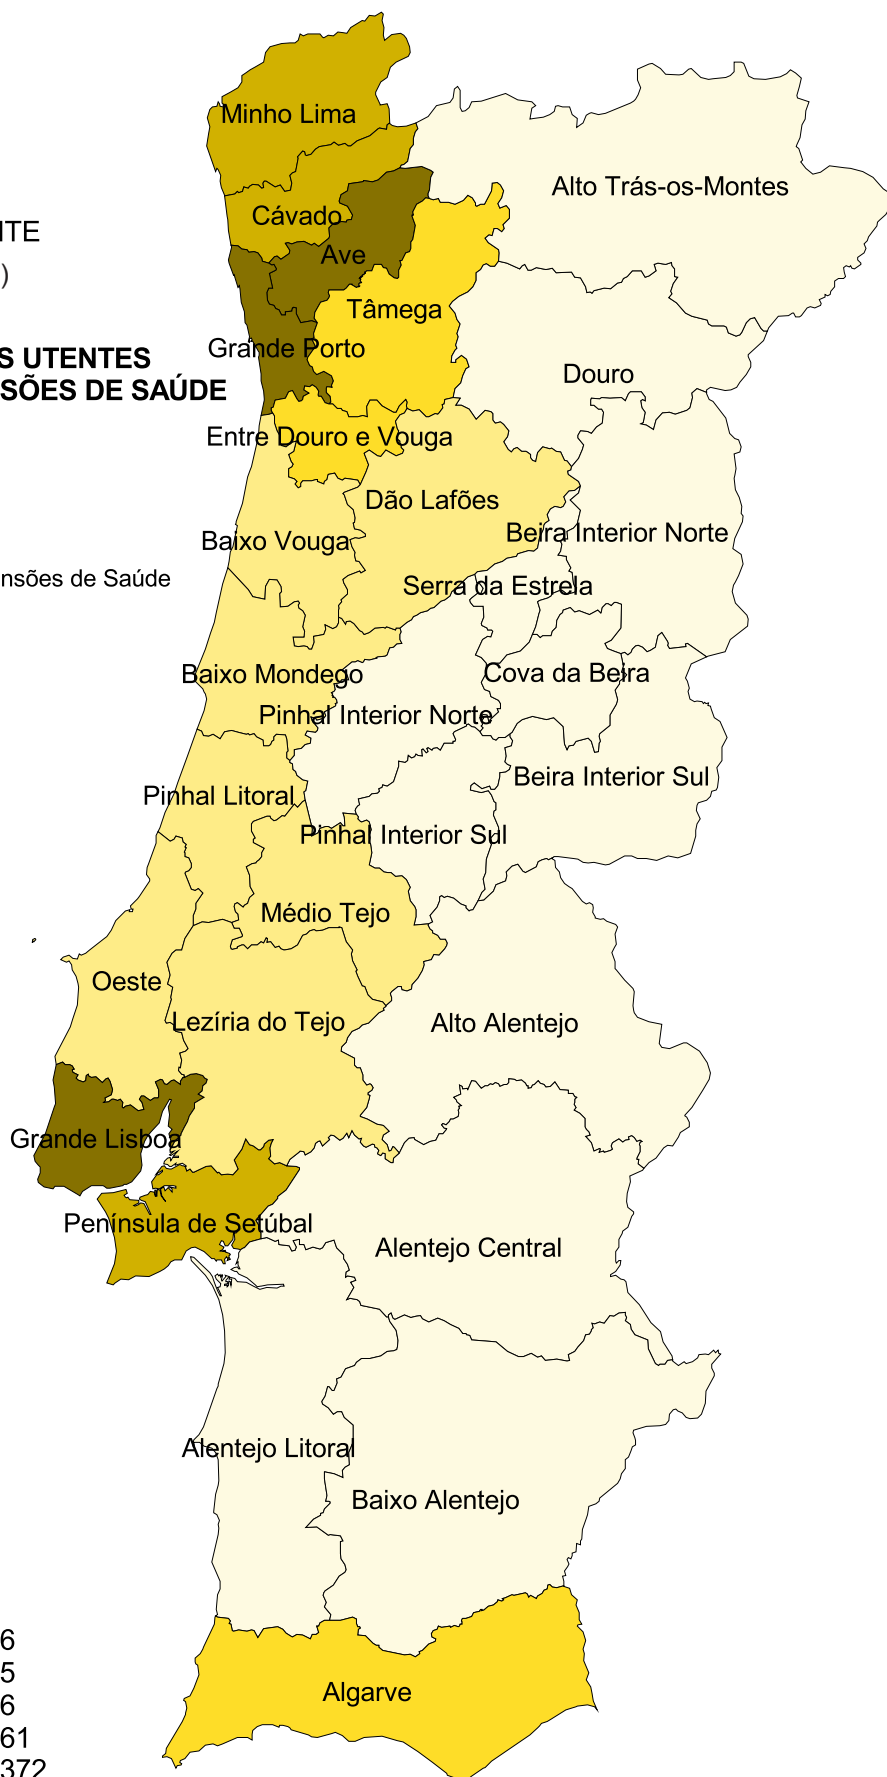 Minho Lima
Alto Trás-os-Montes
Cávado
ITE
Ave
)
Tâmega
Grande Porto
S UTENTES
Douro
SÕES DE SAÚDE
Entre Douro e Vouga
Dão Lafões
Beira Interior Norte
Baixo Vouga
nsões de Saúde
Serra da Estrela
Cova da Beira
Baixo Mondego
Pinhal Interior Norte
Beira Interior Sul
Pinhal Litoral
Pinhal Interior Sul
Médio Tejo
Oeste
Lezíria do Tejo
Alto Alentejo
Grande Lisboa
Península de Setúbal
Alentejo Central
Alentejo Litoral
Baixo Alentejo
6
5
Algarve
6
61
372